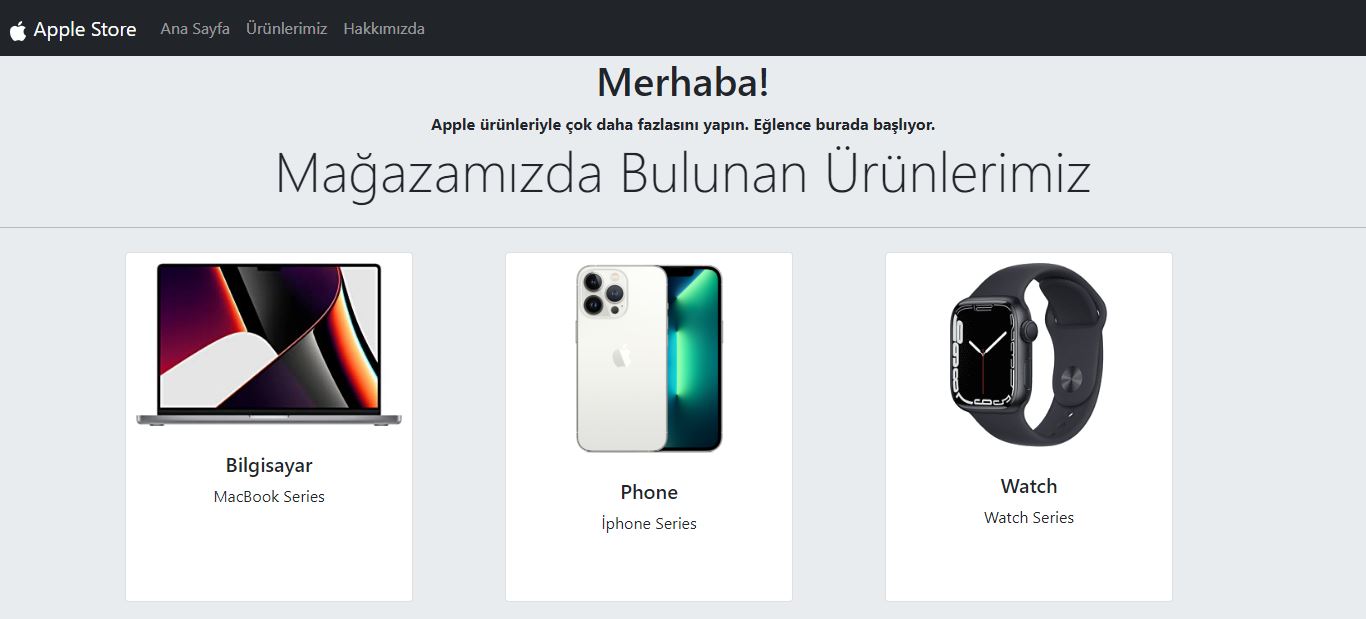 Apple Store Ana Sayfa Ürünlerimiz Hakkımızda
Merhaba!
Apple ürünleriyle çok daha fazlasını yapın. Eğlence burada başlıyor.
Mağazamızda Bulunan Ürünlerimiz
Bilgisayar
MacBook Series
Phone
İphone Series
Watch
Watch Series